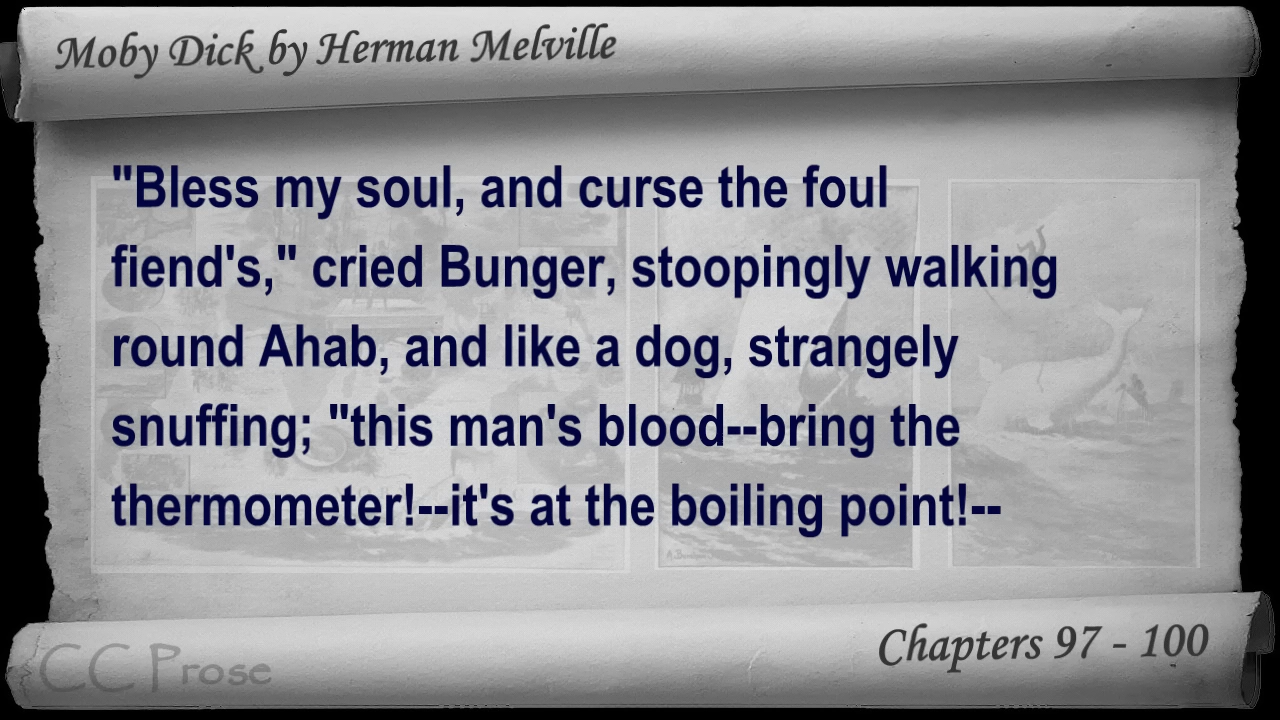 Moby Dick by Herman Melville
"Bless my soul, and curse the foul
fiend's," cried Bunger, stoopingly walking
round Ahab, and like a dog, strangely
snuffing; "this man's blood--bring the
thermometer!--it's at the boiling point!--
Chapters 97 - 100
CC Prose